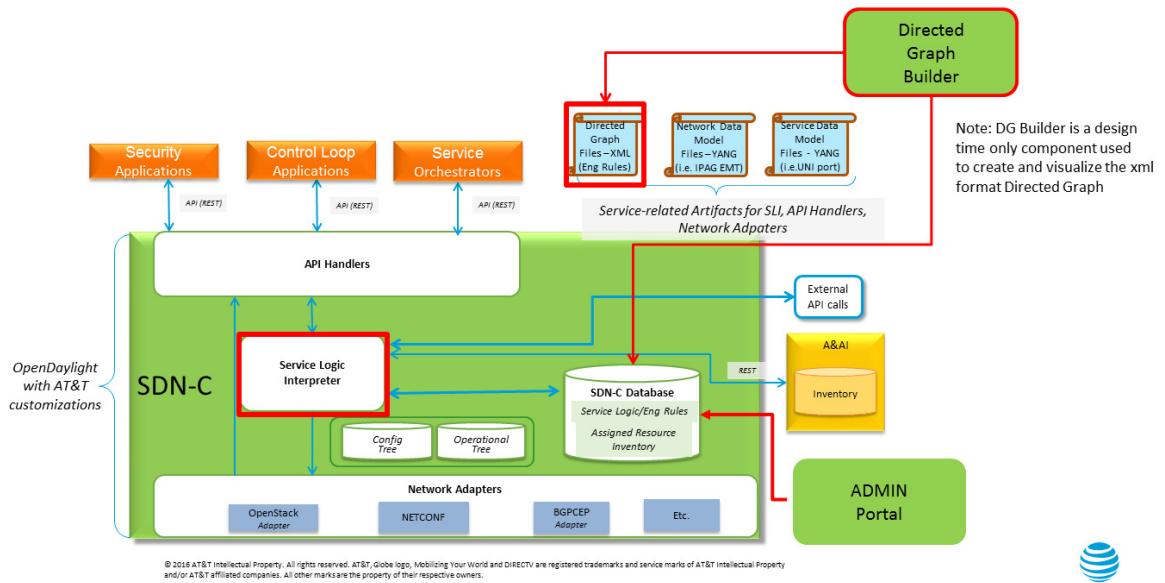 Directed
Graph
Builder
Directed
Graph
Files–XML
(Eng Rules)
Network Data
Model
Files–YANG
(i.e. IPAG EMT)
Service Data
Model
Files - YANG
(i.e.UNI port)
Note: DG Builder is a design
time only component used
to create and visualize the xml
format Directed Graph
Security
Applications
Control Loop
Applications
Service
Orchestrators
API (REST)
API (REST)
API (REST)
Service-related Artifacts for SLI, API Handlers,
Network Adpaters
API Handlers
External
API calls
OpenDaylight
with AT&T
customizations
SDN-C
Service Logic
Interpreter
REST
A&AI
Inventory
SDN-C Database
Service Logic/Eng Rules
Assigned Resource
Inventory
Config
Tree
Operational
Tree
Network Adapters
OpenStack
Adapter
NETCONF
BGPCEP
Adapter
Etc.
ADMIN
Portal
© 2016 AT&T Intellectual Property. All rights reserved. AT&T, Globe logo, Mobilizing Your World and DIRECTV are registered trademarks and service marks of AT&T Intellectual Property
and/or AT&T affiliated companies. All other marks are the property of their respective owners.